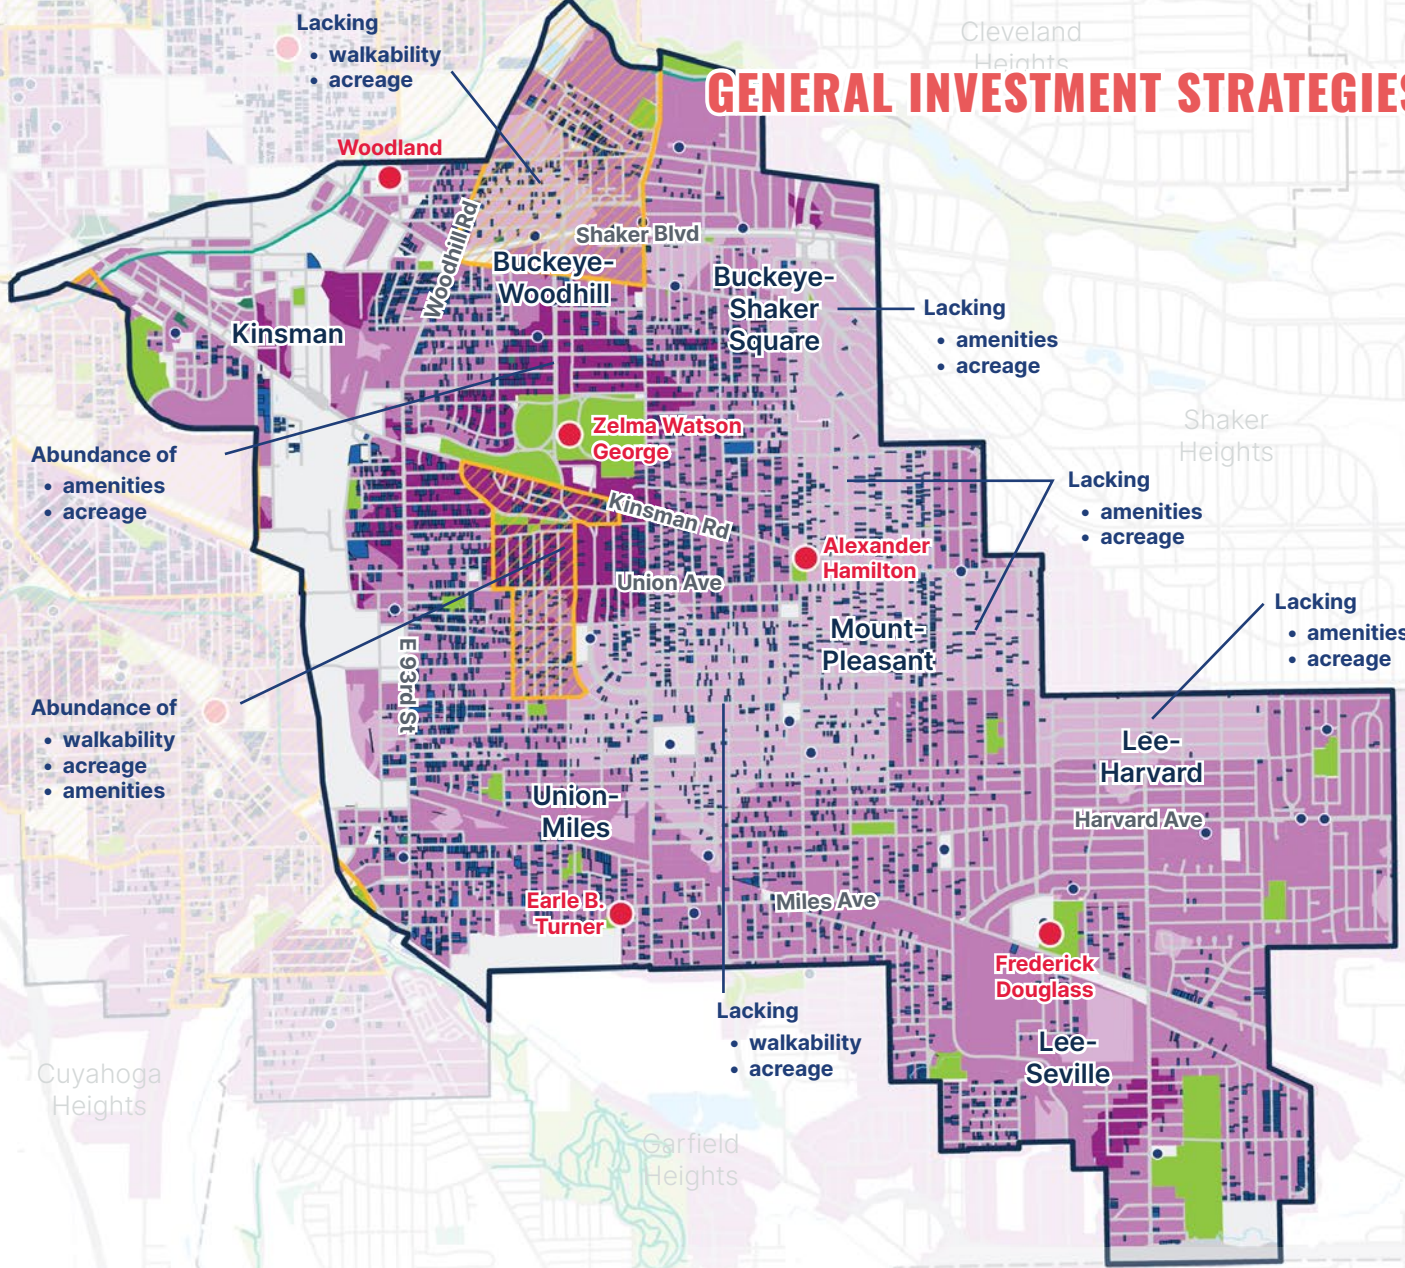 Lacking
• walkability
• acreage
Cleveland
Heights
GENERAL INVESTMENT STRATEGIES
Woodland
Woodhill Rd
Shaker Blvd
Buckeye-
Woodhill
Buckeye-
Shaker
Square
Kinsman
Lacking
• amenities
• acreage
Shaker
Heights
Zelma Watson
George
Abundance of
• amenities
• acreage
Lacking
• amenities
• acreage
Kinsman Rd
Alexander
Hamilton
Union Ave
Lacking
• amenities
• acreage
Mount-
Pleasant
E 93rd St
Abundance of
• walkability
• acreage
• amenities
Lee-
Harvard
Union-
Miles
Harvard Ave
Earle B.
Turner
Miles Ave
Frederick
Douglass
Lacking
• walkability
• acreage
Lee-
Seville
Cuyahoga
Heights
Garfield
Heights